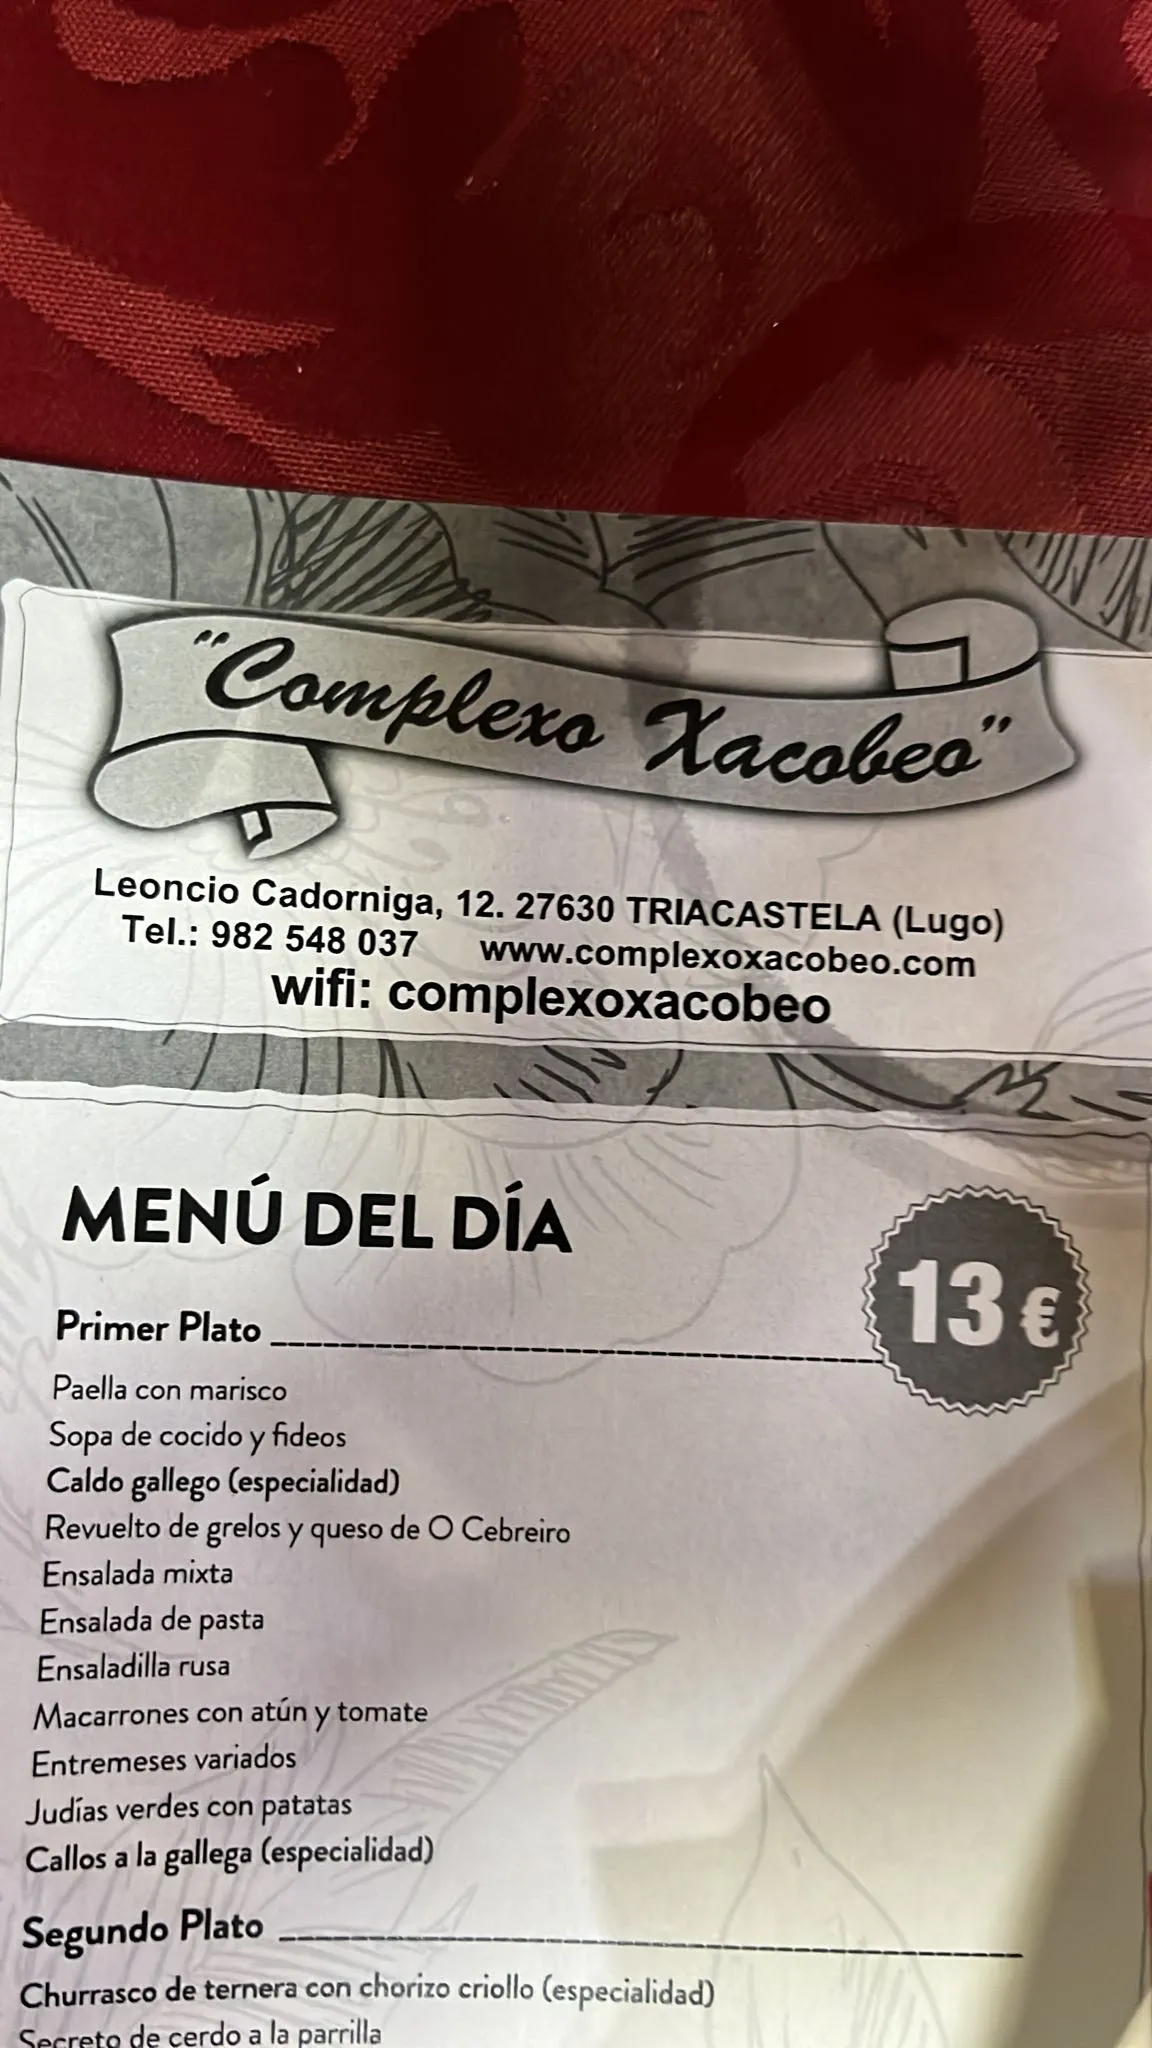 "Complexo Xacobeo"
Leoncio Cadorniga, 12. 27630 TRIACASTELA (Lugo)
Tel.: 982 548 037 www.complexoxacobeo.com
wifi: complexoxacobeo
MENÚ DEL DÍA
13 €
Primer Plato
Paella con marisco
Sopa de cocido y fideos
Caldo gallego (especialidad)
Revuelto de grelos y queso de O Cebreiro
Ensalada mixta
Ensalada de pasta
Ensaladilla rusa
Macarrones con atún y tomate
Entremeses variados
Judías verdes con patatas
Callos a la gallega (especialidad)
Segundo Plato
Churrasco de ternera con chorizo criollo (especialidad)
Secreto de cerdo a la parrilla